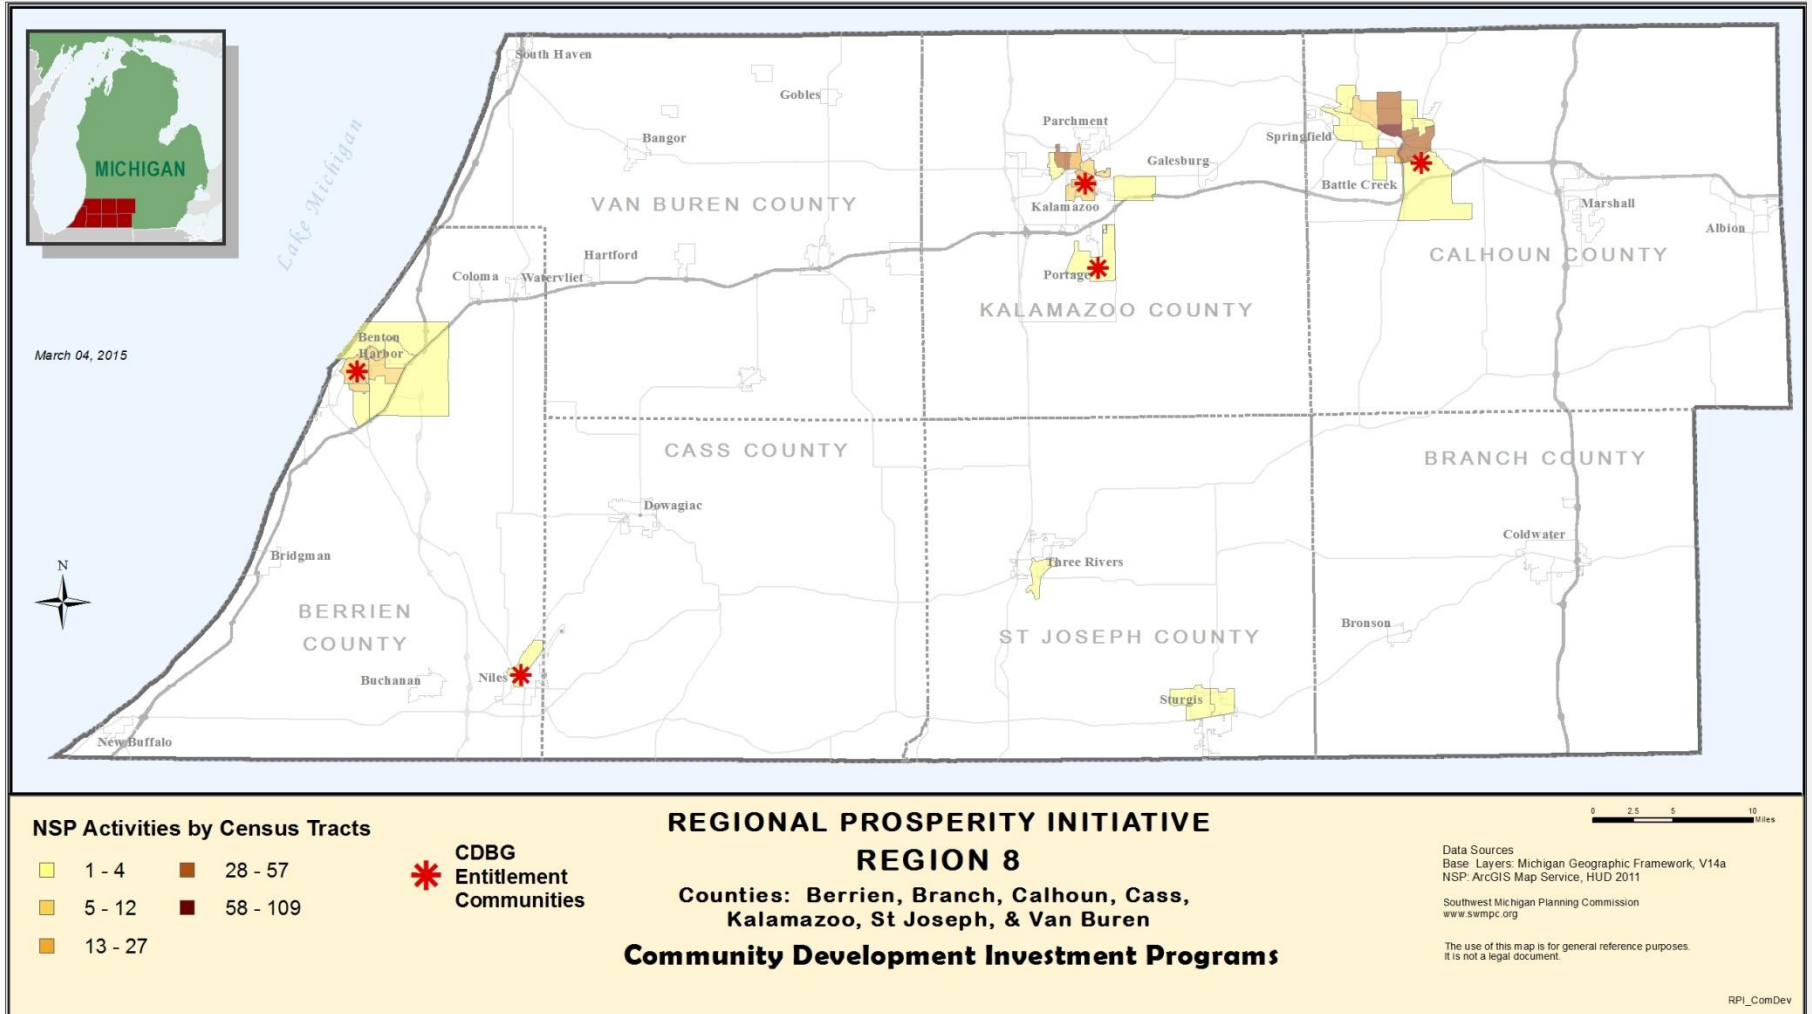 MICHIGAN
Lake Michigan
March 04, 2015
N
South Haven
Gobles
Bangor
VAN BUREN COUNTY
Hartford
Coloma
Watervliet
Benton
Harbor
Parchment
Galesburg
Kalamazoo
Portage
KALAMAZOO COUNTY
Springfield
Battle Creek
Marshall
Albion
CALHOUN COUNTY
CASS COUNTY
Dowagiac
BRANCH COUNTY
Coldwater
Bronson
Three Rivers
ST JOSEPH COUNTY
Sturgis
Bridgman
BERRIEN
COUNTY
Buchanan
Niles
New Buffalo
NSP Activities by Census Tracts
1 - 4
5 - 12
13 - 27
28 - 57
58 - 109
CDBG
Entitlement
Communities
REGIONAL PROSPERITY INITIATIVE
REGION 8
Counties: Berrien, Branch, Calhoun, Cass,
Kalamazoo, St Joseph, & Van Buren
Community Development Investment Programs
0 2.5 5 10
Miles
Data Sources
Base Layers: Michigan Geographic Framework, V14a
NSP: ArcGIS Map Service, HUD 2011
Southwest Michigan Planning Commission
www.swmpc.org
The use of this map is for general reference purposes.
It is not a legal document.
RPI_ComDev